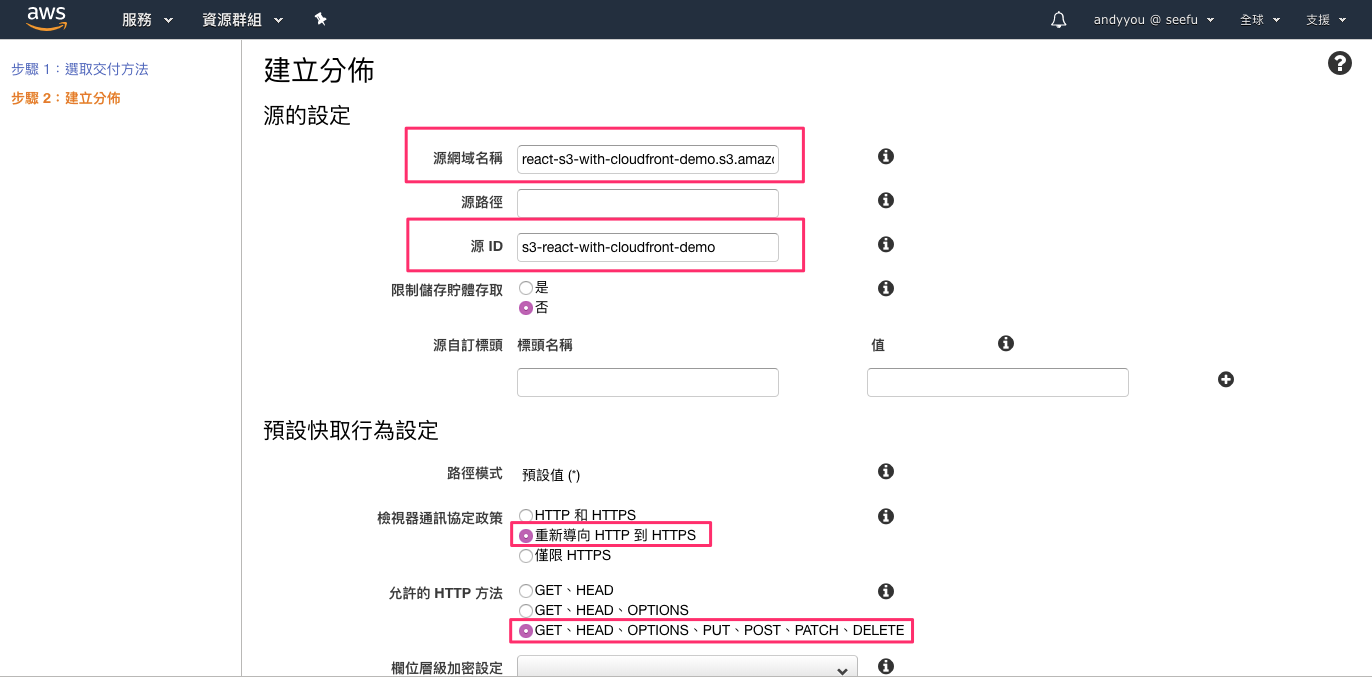 aws 服務 資源群組 andyyou @ seefu 全球 支援
步驟 1：選取交付方法
步驟 2：建立分佈
建立分佈
源的設定
源網域名稱 react-s3-with-cloudfront-demo.s3.amaz
源路徑
源 ID s3-react-with-cloudfront-demo
限制儲存貯體存取 是
否
源自訂標頭 標頭名稱 值
預設快取行為設定
路徑模式 預設值 (*)
檢視器通訊協定政策 HTTP 和 HTTPS
重新導向 HTTP 到 HTTPS
僅限 HTTPS
允許的 HTTP 方法 GET、HEAD
GET、HEAD、OPTIONS
GET、HEAD、OPTIONS、PUT、POST、PATCH、DELETE
欄位層級加密設定